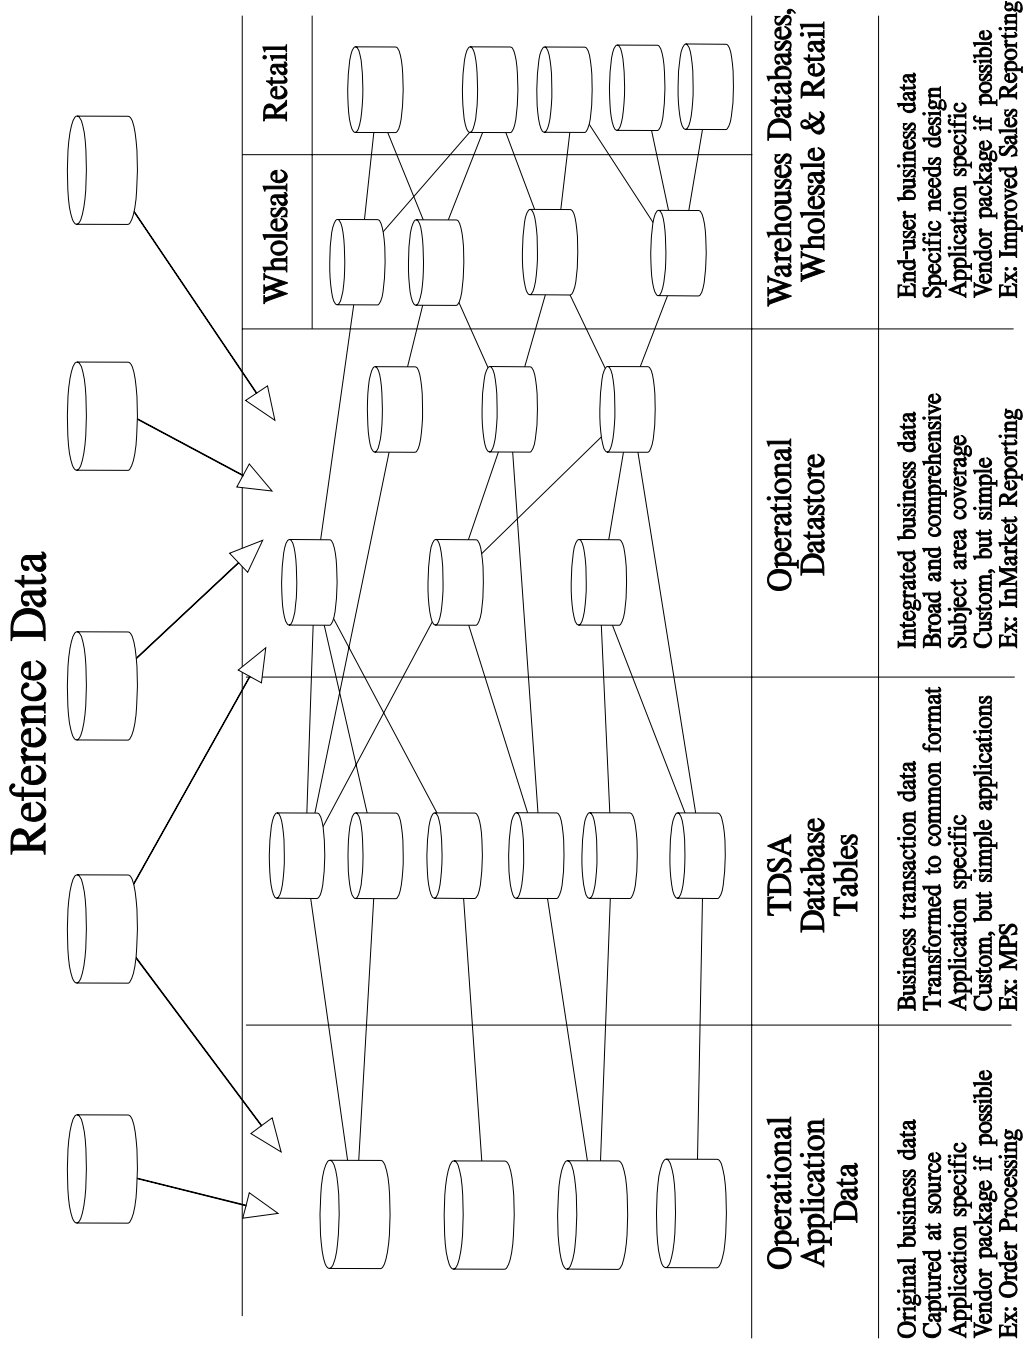 Reference Data
Wholesale
Retail
Operational
Application
Data
TDSA
Database
Tables
Operational
Datastore
Warehouses Databases,
Wholesale & Retail
Original business data
Captured at source
Application specific
Vendor package if possible
Ex: Order Processing
Business transaction data
Transformed to common format
Application specific
Custom, but simple applications
Ex: MPS
Integrated business data
Broad and comprehensive
Subject area coverage
Custom, but simple
Ex: InMarket Reporting
End-user business data
Specific needs design
Application specific
Vendor package if possible
Ex: Improved Sales Reporting